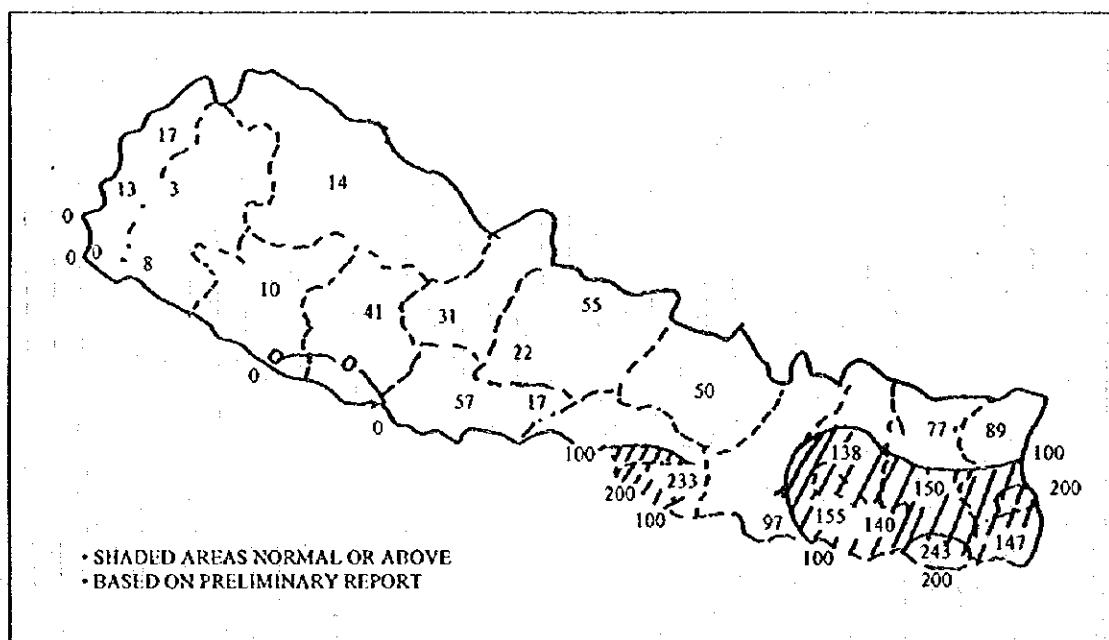 17
13 3 14
0
0 0 8
10 41 31 55
22
0 0
0 57 17 50
0
77 89
100 138 100
200 233 150 200
100 97 155 140 147
100 243
200
• SHADED AREAS NORMAL OR ABOVE
• BASED ON PRELIMINARY REPORT